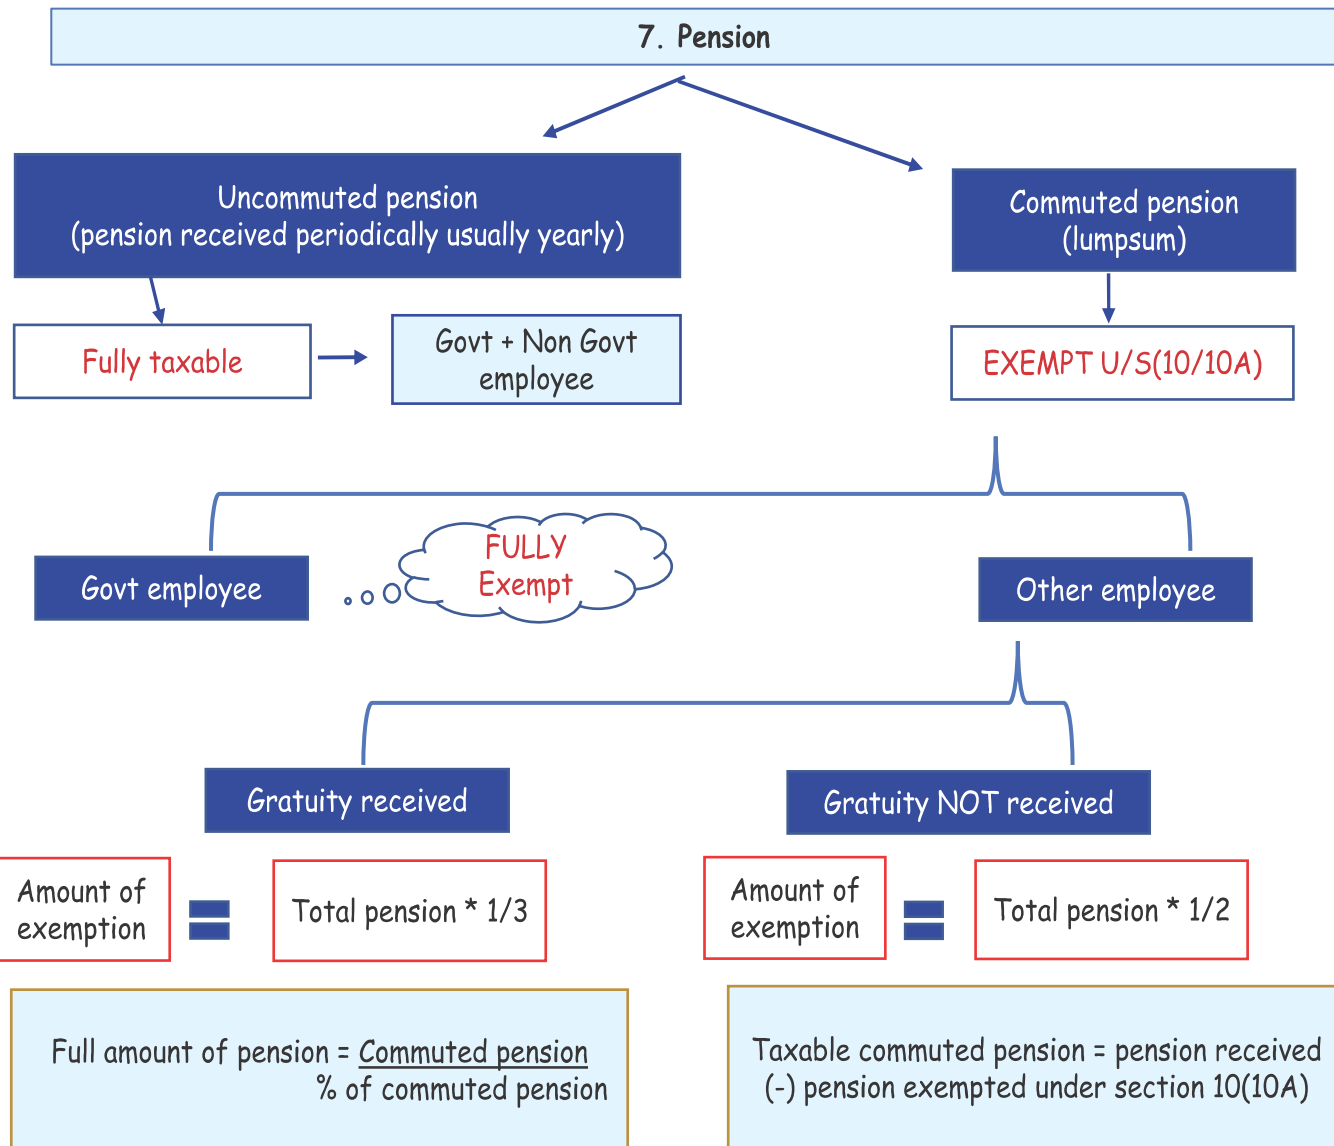 7. Pension
Uncommuted pension
(pension received periodically usually yearly)
Commuted pension
(lumpsum)
Fully taxable
Govt + Non Govt
employee
EXEMPT U/S(10/10A)
Govt employee
FULLY
Exempt
Other employee
Gratuity received
Gratuity NOT received
Amount of
exemption
Total pension * 1/3
Amount of
exemption
Total pension * 1/2
Full amount of pension = Commuted pension
% of commuted pension
Taxable commuted pension = pension received
(-) pension exempted under section 10(10A)